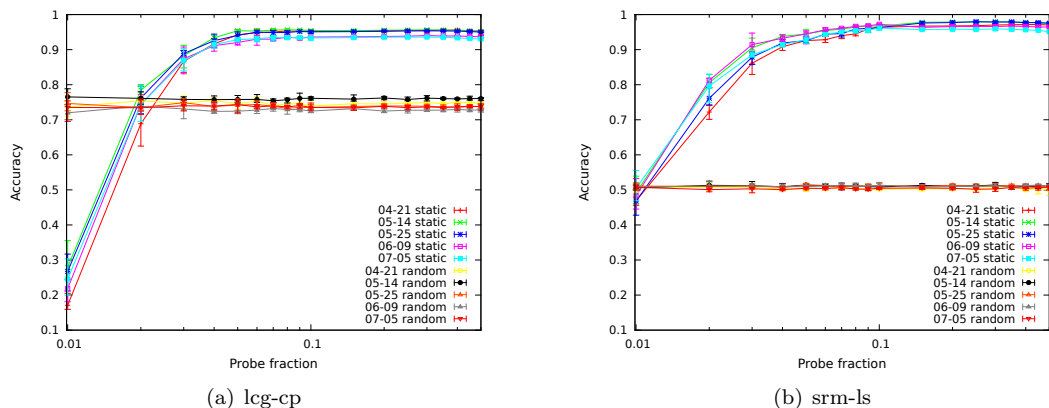 1
0.9
0.8
0.7
0.6
0.5
0.4
0.3
0.2
0.1
Accuracy
0.01
0.1
Probe fraction
04-21 static
05-14 static
05-25 static
06-09 static
07-05 static
04-21 random
05-14 random
05-25 random
06-09 random
07-05 random
(a) lcg-cp
1
0.9
0.8
0.7
0.6
0.5
0.4
0.3
0.2
0.1
Accuracy
0.01
0.1
Probe fraction
04-21 static
05-14 static
05-25 static
06-09 static
07-05 static
04-21 random
05-14 random
05-25 random
06-09 random
07-05 random
(b) srm-ls